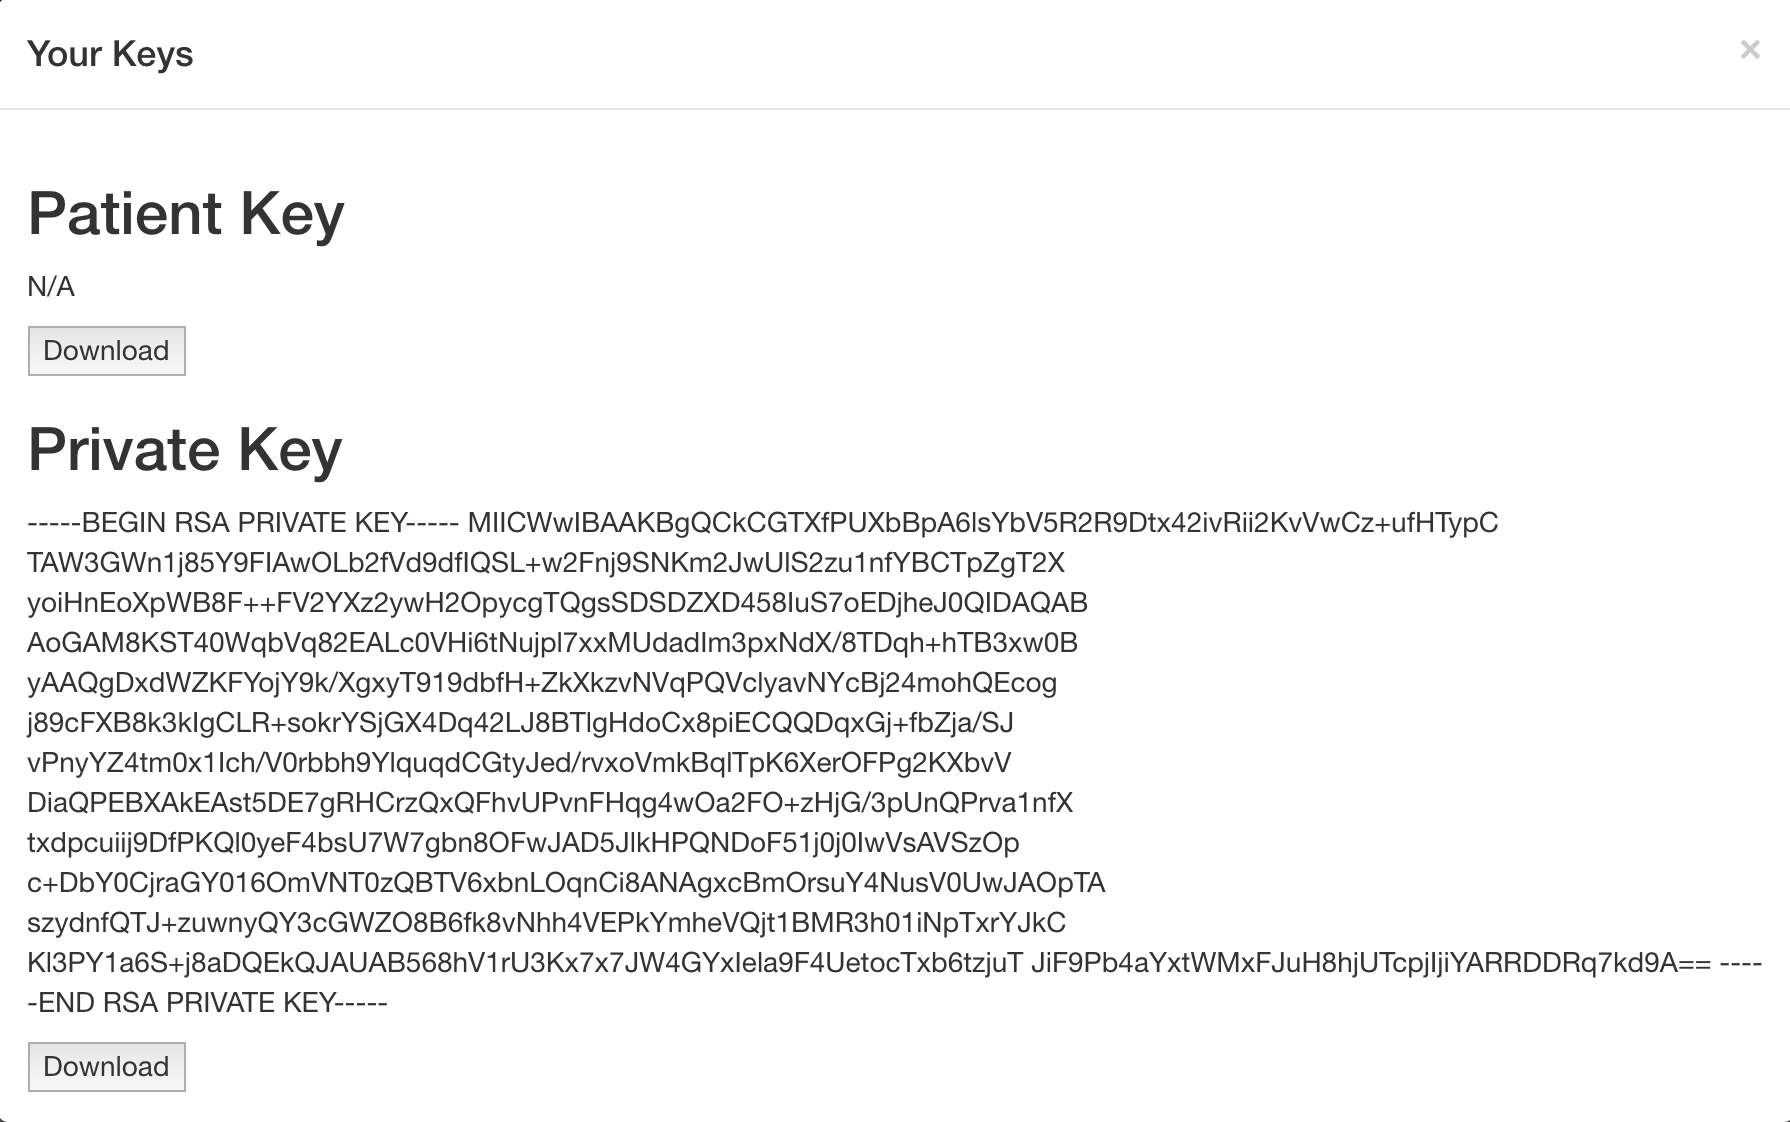 Your Keys
×
Patient Key
N/A
Download
Private Key
-----BEGIN RSA PRIVATE KEY----- MIICWwIBAAKBgQCkCGTXfPUXbBpA6lsYbV5R2R9Dtx42ivRii2KvVwCz+ufHTypC
TAW3GWn1j85Y9FIAwOLb2fVd9dfIQSL+w2Fnj9SNKm2JwUlS2zu1nfYBCTpZgT2X
yoiHnEoXpWB8F++FV2YXz2ywH2OpycgTQgsSDSDZXD458IuS7oEDjheJ0QIDAQAB
AoGAM8KST40WqbVq82EALc0VHi6tNujpl7xxMUdadIm3pxNdX/8TDqh+hTB3xw0B
yAAQgDxdWZKFYojY9k/XgxyT919dbfH+ZkXkzvNVqPQVclyavNYcBj24mohQEcog
j89cFXB8k3kIgCLR+sokrYSjGX4Dq42LJ8BTlgHdoCx8piECQQDqxGj+fbZja/SJ
vPnyYZ4tm0x1Ich/V0rbbh9YlquqdCGtyJed/rvxoVmkBqlTpK6XerOFPg2KXbvV
DiaQPEBXAkEAst5DE7gRHCrzQxQFhvUPvnFHqg4wOa2FO+zHjG/3pUnQPrva1nfX
txdpcuiij9DfPKQl0yeF4bsU7W7gbn8OFwJAD5JlkHPQNDoF51j0j0IwVsAVSzOp
c+DbY0CjraGY016OmVNT0zQBTV6xbnLOqnCi8ANAgxcBmOrsuY4NusV0UwJAOpTA
szydnfQTJ+zuwnyQY3cGWZO8B6fk8vNhh4VEPkYmheVQjt1BMR3h01iNpTxrYJkC
Kl3PY1a6S+j8aDQEkQJAUAB568hV1rU3Kx7x7JW4GYxIela9F4UetocTxb6tzjuT JiF9Pb4aYxtWMxFJuH8hjUTcpjIjiYARRDDRq7kd9A== ----
-END RSA PRIVATE KEY-----
Download